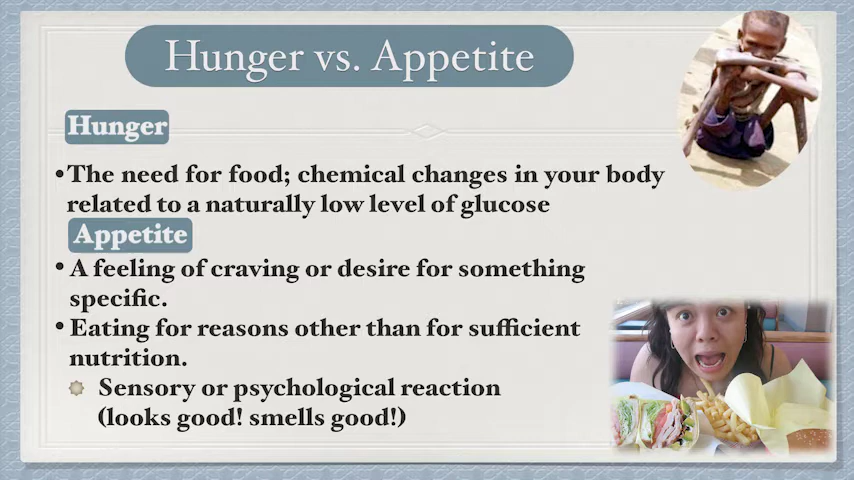 Hunger vs. Appetite
Hunger
•The need for food; chemical changes in your body
related to a naturally low level of glucose
Appetite
• A feeling of craving or desire for something
specific.
• Eating for reasons other than for sufficient
nutrition.
Sensory or psychological reaction
(looks good! smells good!)